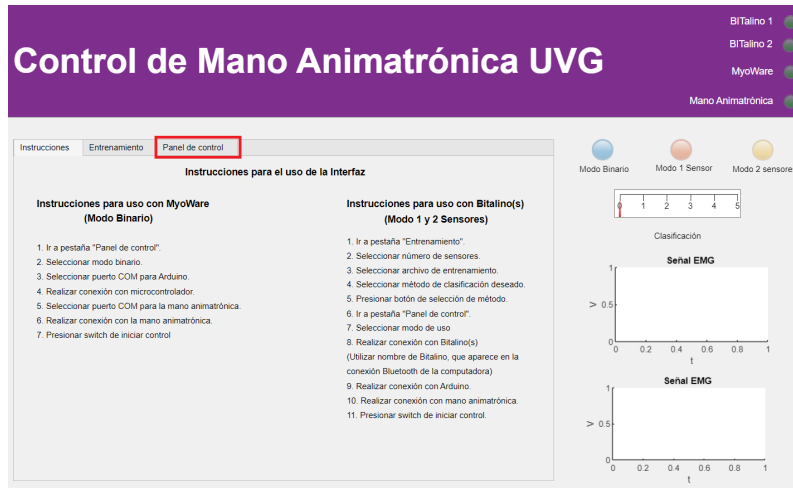 BITalino 1
BITalino 2
MyoWare
Mano Animatrónica
Control de Mano Animatrónica UVG
Instrucciones
Entrenamiento
Panel de control
Instrucciones para el uso de la Interfaz
Instrucciones para uso con MyoWare
(Modo Binario)
1. Ir a pestaña "Panel de control".
2. Seleccionar modo binario.
3. Seleccionar puerto COM para Arduino.
4. Realizar conexión con microcontrolador.
5. Seleccionar puerto COM para la mano animatrónica.
6. Realizar conexión con la mano animatrónica.
7. Presionar switch de iniciar control
Instrucciones para uso con Bitalino(s)
(Modo 1 y 2 Sensores)
1. Ir a pestaña "Entrenamiento".
2. Seleccionar número de sensores.
3. Seleccionar archivo de entrenamiento.
4. Seleccionar método de clasificación deseado.
5. Presionar botón de selección de método.
6. Ir a pestaña "Panel de control".
7. Seleccionar modo de uso
8. Realizar conexión con Bitalino(s)
(Utilizar nombre de Bitalino, que aparece en la
conexión Bluetooth de la computadora)
9. Realizar conexión con Arduino.
10. Realizar conexión con mano animatrónica.
11. Presionar switch de iniciar control.
Modo Binario
Modo 1 Sensor
Modo 2 sensores
0 1 2 3 4 5
Clasificación
Señal EMG
1
0.5
0
V
0 0.2 0.4 0.6 0.8 1
t
Señal EMG
1
0.5
0
V
0 0.2 0.4 0.6 0.8 1
t